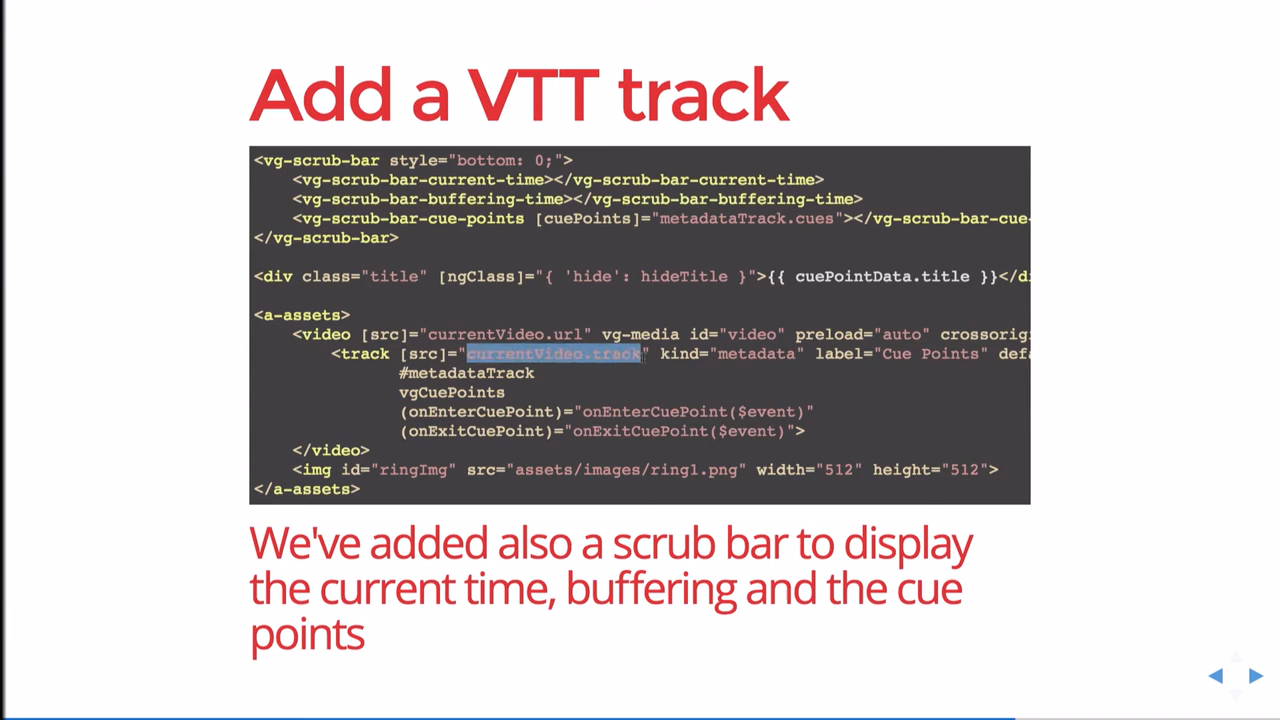 Add a VTT track
<vg-scrub-bar style="bottom: 0;">
<vg-scrub-bar-current-time></vg-scrub-bar-current-time>
<vg-scrub-bar-buffering-time></vg-scrub-bar-buffering-time>
<vg-scrub-bar-cue-points [cuePoints]="metadataTrack.cues"></vg-scrub-bar-cue-
</vg-scrub-bar>
<div class="title" [ngClass]="{ 'hide': hideTitle }">{{ cuePointData.title }}</di
<a-assets>
<video [src]="currentVideo.url" vg-media id="video" preload="auto" crossorigi
<track [src]="currentVideo.track" kind="metadata" label="Cue Points" defa
#metadataTrack
vgCuePoints
(onEnterCuePoint)="onEnterCuePoint($event)"
(onExitCuePoint)="onExitCuePoint($event)">
</video>
<img id="ringImg" src="assets/images/ring1.png" width="512" height="512">
</a-assets>
We've added also a scrub bar to display
the current time, buffering and the cue
points